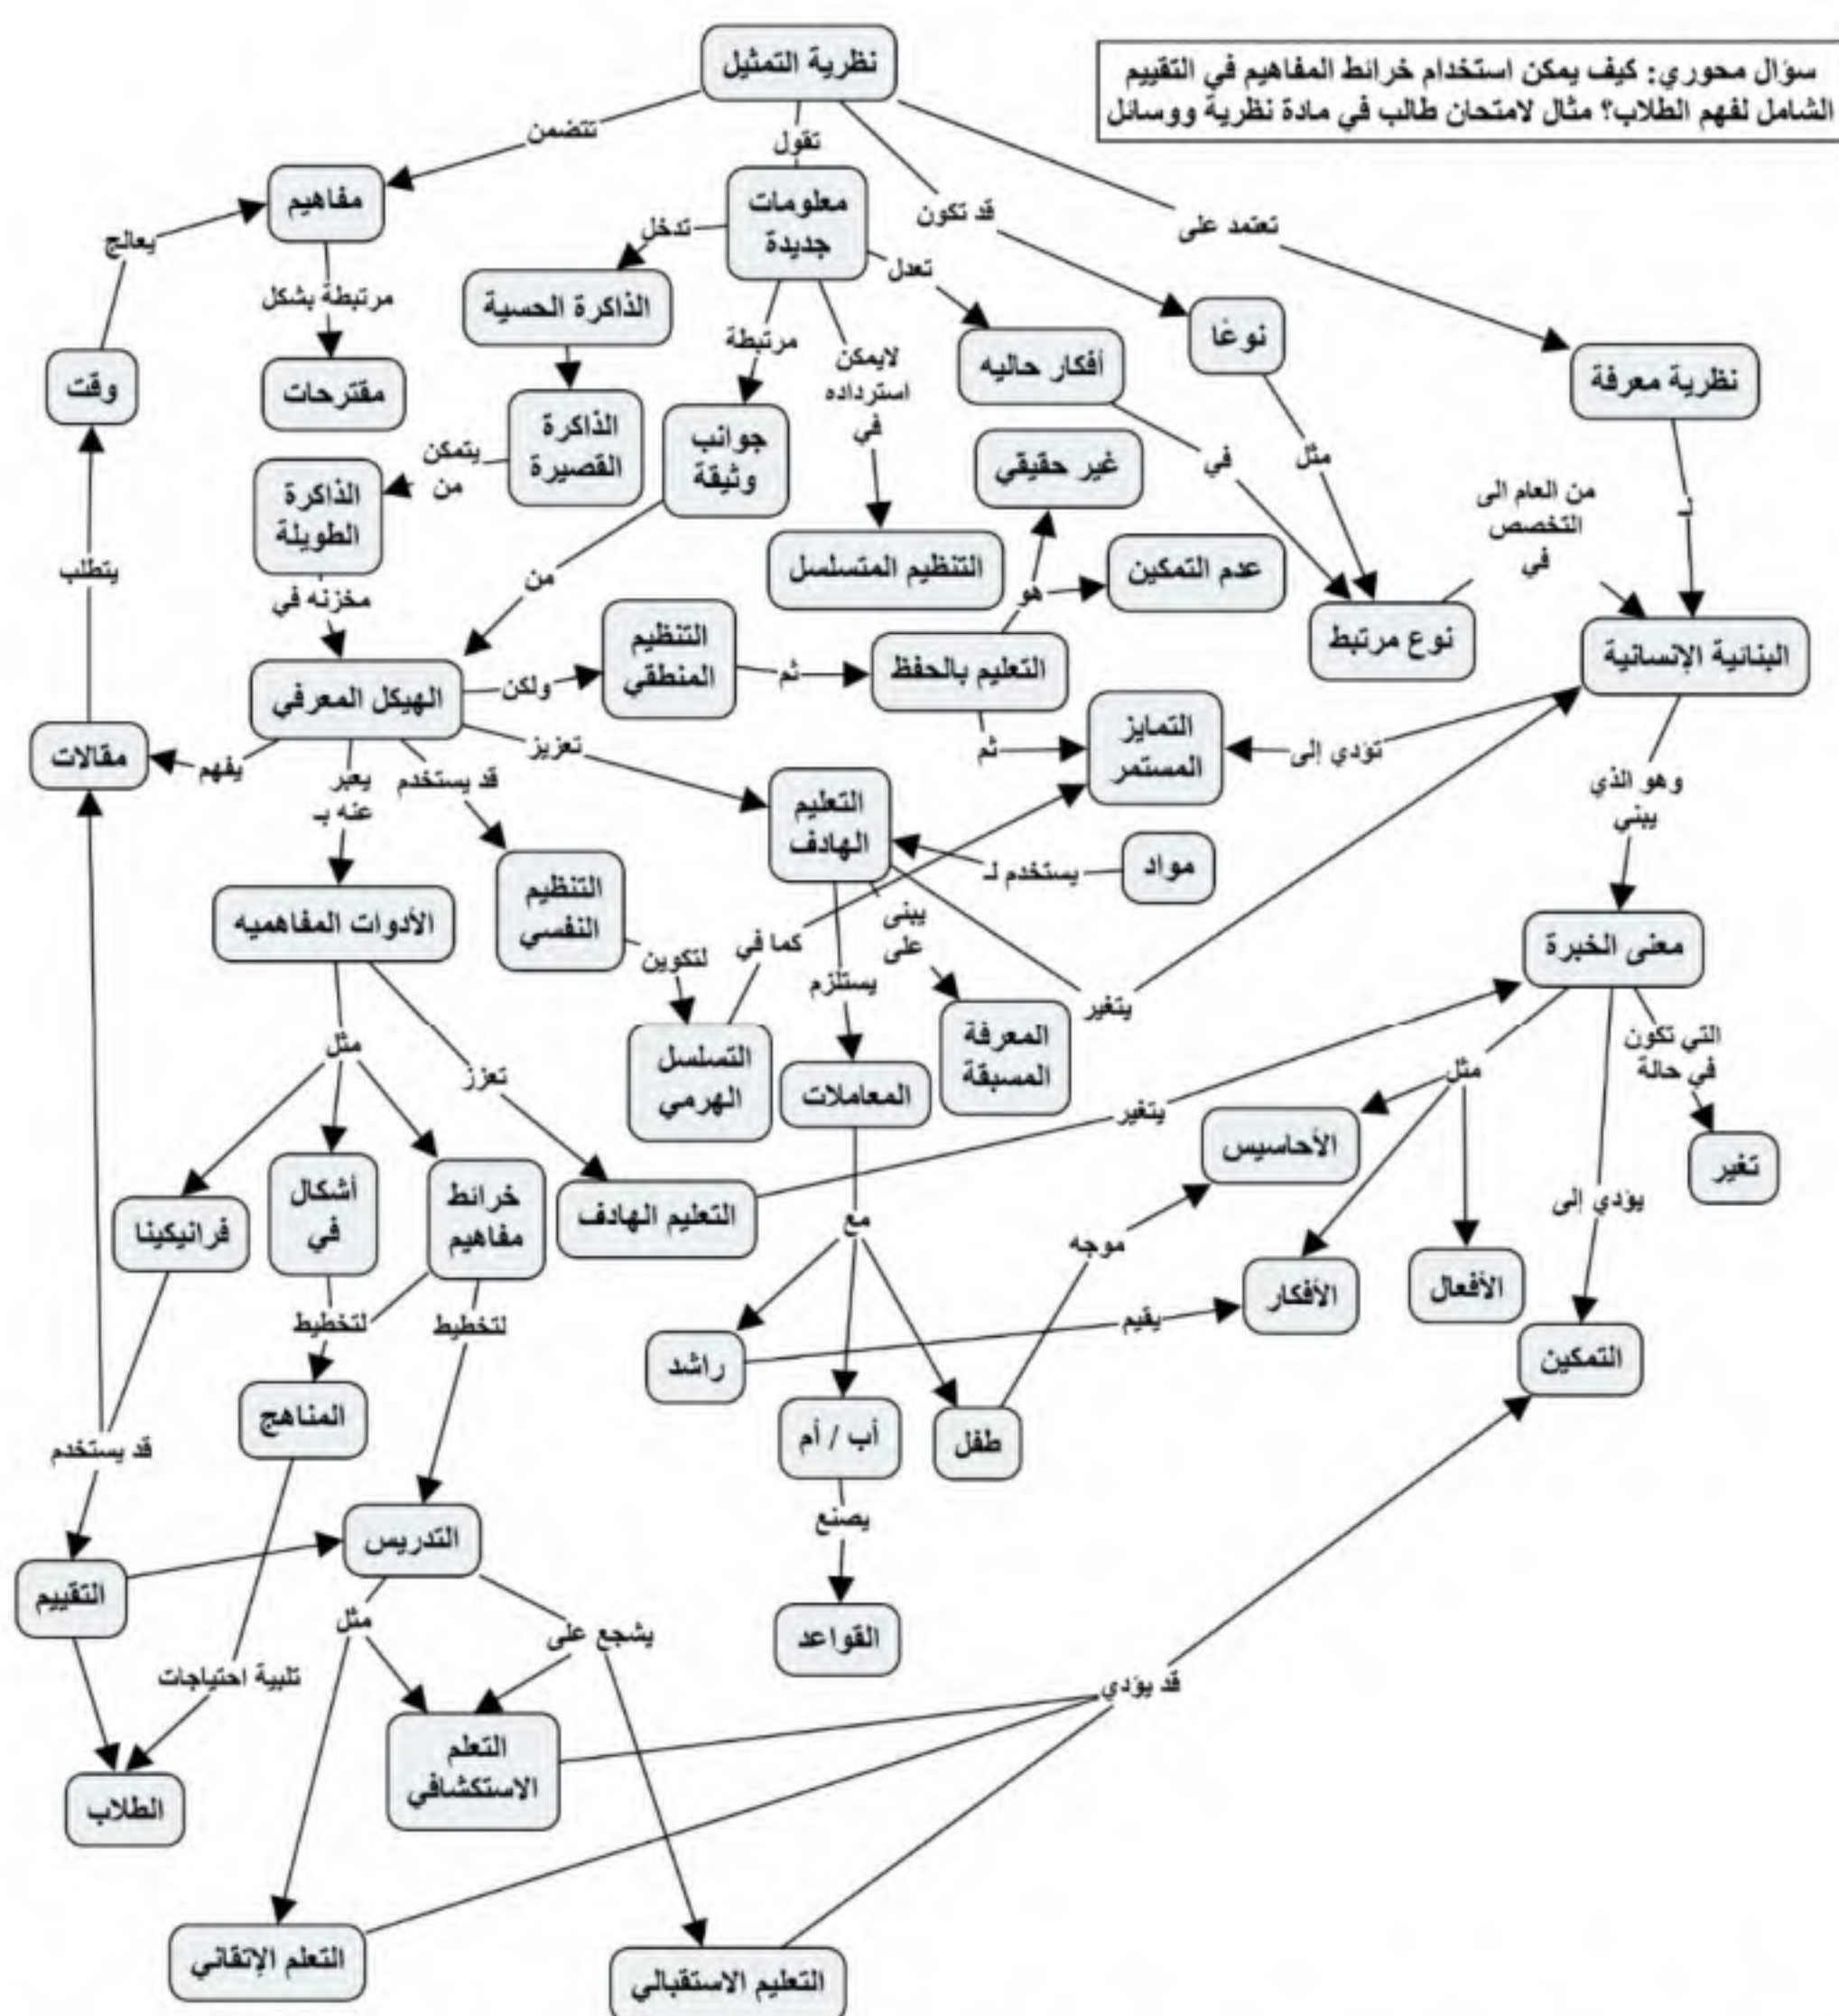 سؤال محوري: كيف يمكن استخدام خرائط المفاهيم في التقييم
الشامل لفهم الطلاب؟ مثال لامتحان طالب في مادة نظرية ووسائل
نظرية التمثيل
تتضمن
تقول
قد تكون
تعتمد على
مفاهيم
معلومات
جديدة
يعالج
تدخل
تعدل
مرتبطة بشكل
الذاكرة الحسية
نوعًا
مرتبطة
لايمكن
استرداده
في
أفكار حاليه
نظرية معرفة
وقت
مقترحات
الذاكرة
القصيرة
جوانب
وثيقة
غير حقيقي
في
مثل
يتمكن
من
الذاكرة
الطويلة
من العام الى
التخصص
في
التنظيم المتسلسل
عدم التمكين
يتطلب
مخزنه في
من
هو
التنظيم
المنطقي
التعليم بالحفظ
نوع مرتبط
البنائية الإنسانية
الهيكل المعرفي
ولكن
ثم
التمايز
المستمر
مقالات
يفهم
يعبر
عنه بـ
قد يستخدم
تعزيز
ثم
تؤدي إلى
وهو الذي
يبني
التعليم
الهادف
يستخدم لـ
مواد
الأدوات المفاهميه
التنظيم
النفسي
لتكوين
كما في
يبنى
على
معنى الخبرة
يستلزم
يتغير
مثل
تعزز
التسلسل
الهرمي
المعاملات
المعرفة
المسبقة
التي تكون
في حالة
مثل
يتغير
الأحاسيس
تغير
فرانيكينا
أشكال
في
خرائط
مفاهيم
التعليم الهادف
مع
موجه
يؤدي إلى
لتخطيط
لتخطيط
يقيم
الأفكار
الأفعال
راشد
التمكين
المناهج
أب / أم
طفل
قد يستخدم
يصنع
التدريس
التقييم
مثل
يشجع على
القواعد
تلبية احتياجات
قد يؤدي
التعلم
الاستكشافي
الطلاب
التعلم الإتقاني
التعليم الاستقبالي